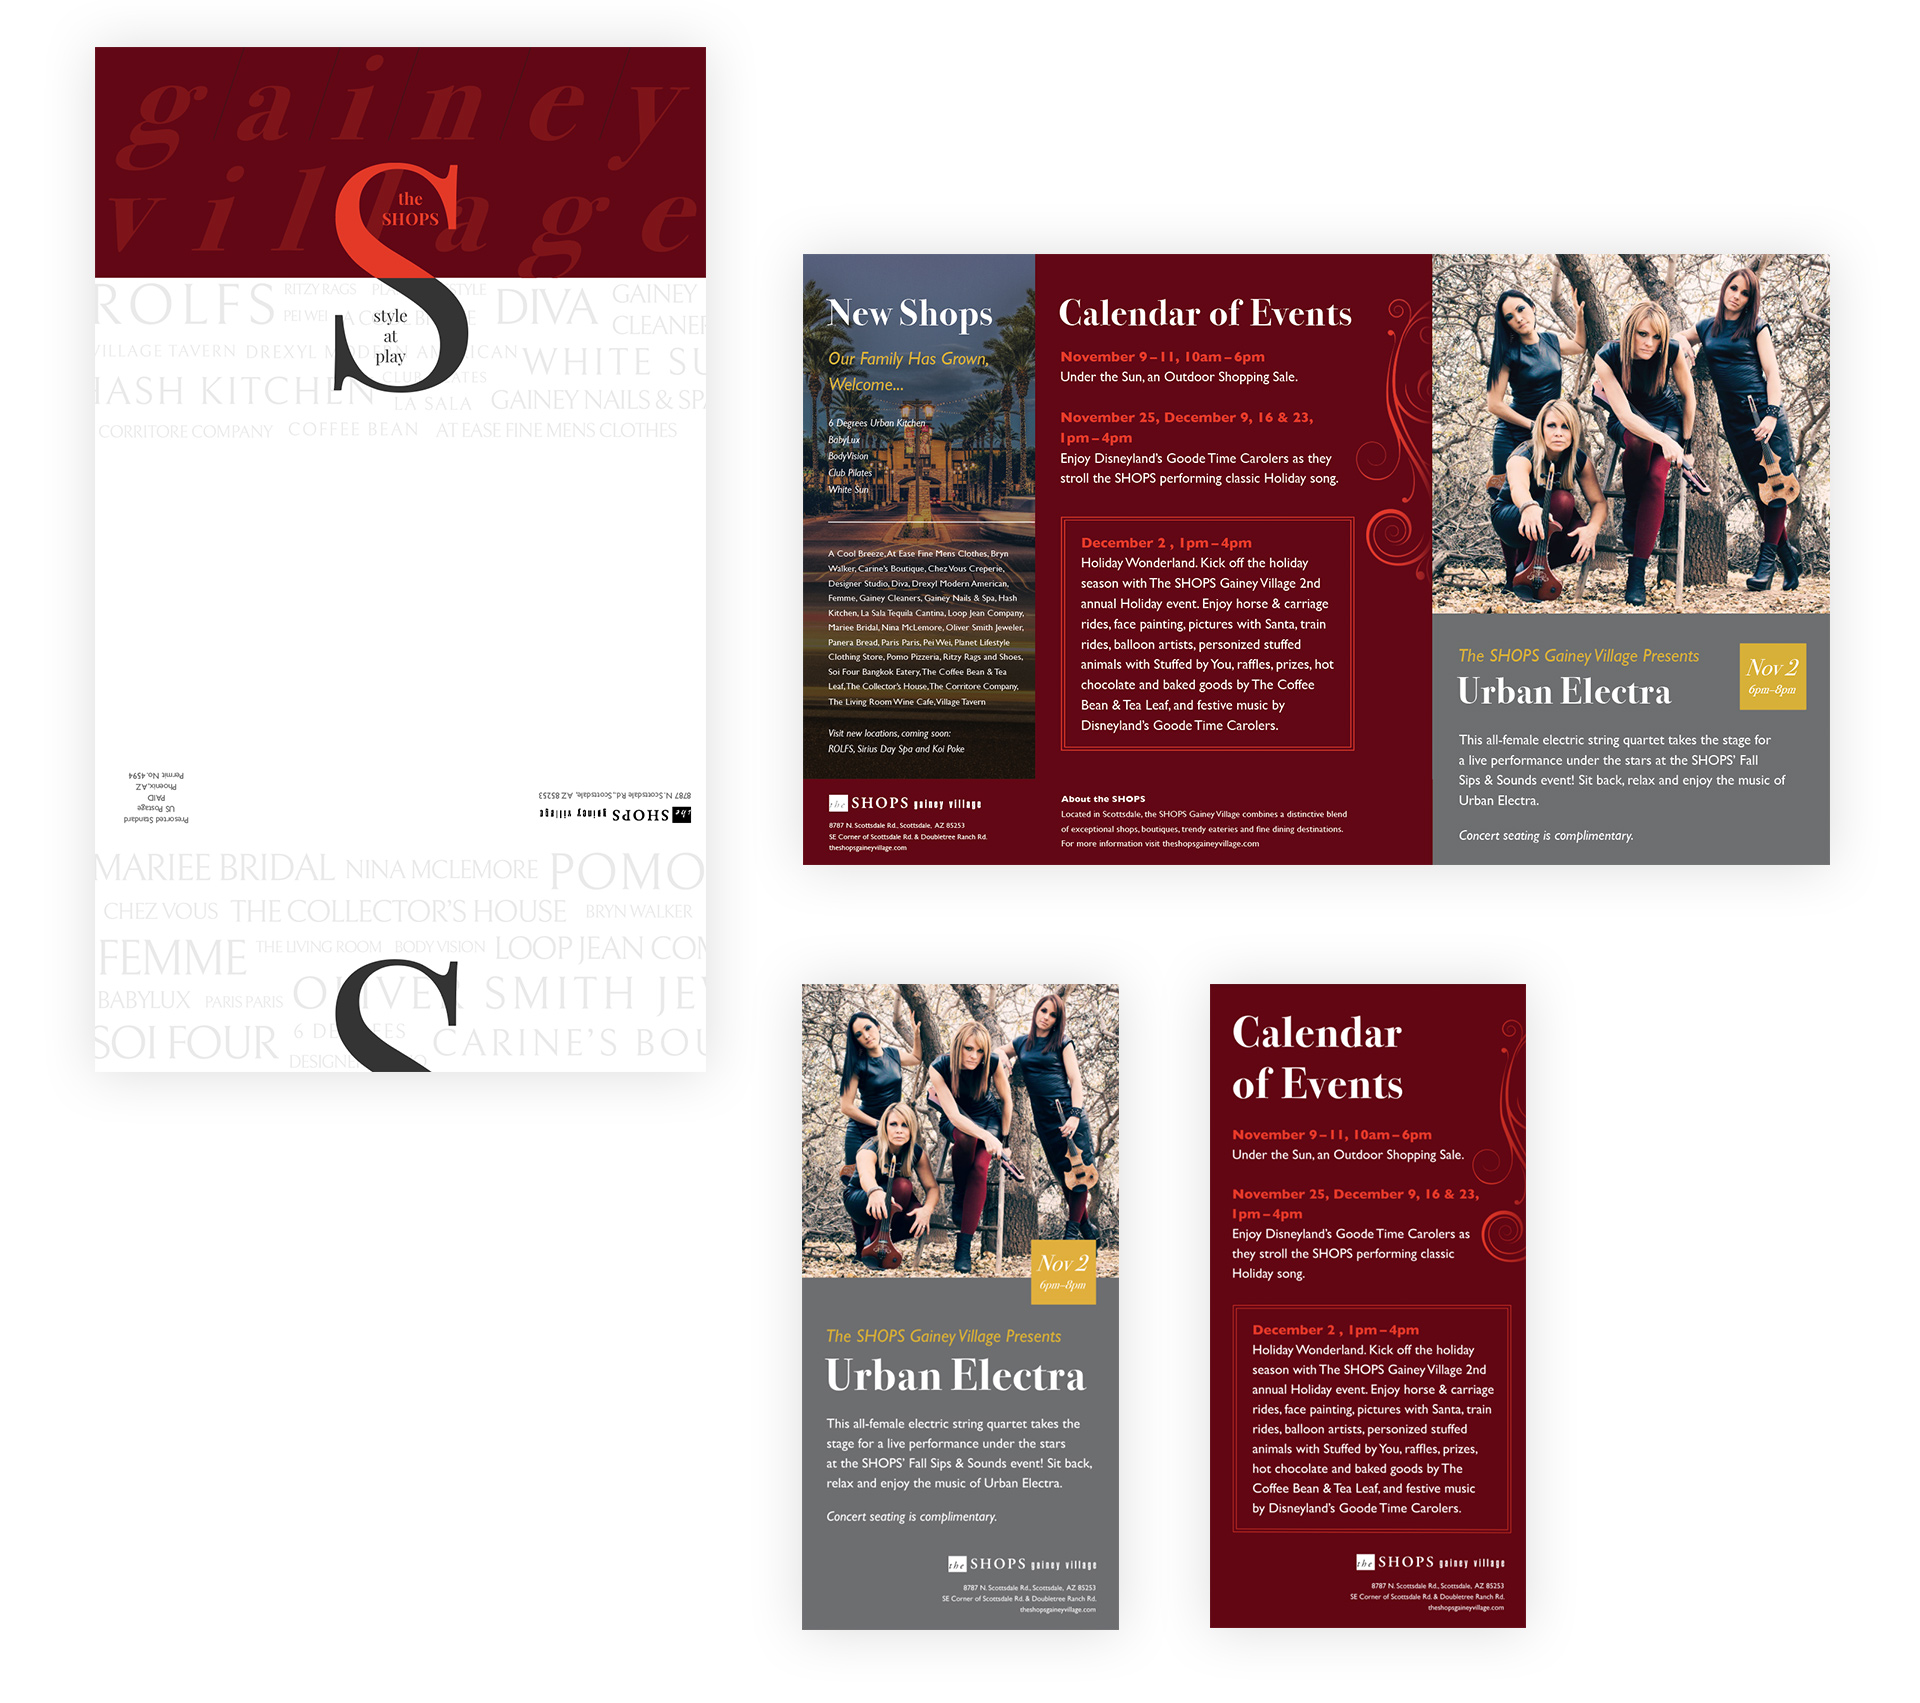 gainey
village
S
the
SHOPS
style
at
play
ROLFS RITZY RAGS STYLE DIVA GAINEY
PEI WEI A COOL BREEZE CLEANER
VILLAGE TAVERN DREXYL MODERN AMERICAN WHITE SU
HASH KITCHEN CLUB PILATES
LA SALA GAINEY NAILS & SPA
CORRITORE COMPANY COFFEE BEAN AT EASE FINE MENS CLOTHES
Presorted Standard
US Postage
PAID
Phoenix, AZ
Permit No. 4594
the SHOPS gainey village
8787 N. Scottsdale Rd., Scottsdale, AZ 85253
MARIEE BRIDAL NINA MCLEMORE POMO
CHEZ VOUS THE COLLECTOR'S HOUSE BRYN WALKER
FEMME THE LIVING ROOM BODY VISION LOOP JEAN COM
BABYLUX PARIS PARIS OLIVER SMITH JEW
SOI FOUR 6 DEGREES CARINE'S BOU
DESIGNER
S
New Shops
Our Family Has Grown,
Welcome...
6 Degrees Urban Kitchen
BabyLux
BodyVision
Club Pilates
White Sun
A Cool Breeze, At Ease Fine Mens Clothes, Bryn
Walker, Carine's Boutique, Chez Vous Creperie,
Designer Studio, Diva, Drexyl Modern American,
Femme, Gainey Cleaners, Gainey Nails & Spa, Hash
Kitchen, La Sala Tequila Cantina, Loop Jean Company,
Mariee Bridal, Nina McLemore, Oliver Smith Jeweler,
Panera Bread, Paris Paris, Pei Wei, Planet Lifestyle
Clothing Store, Pomo Pizzeria, Ritzy Rags and Shoes,
Soi Four Bangkok Eatery, The Coffee Bean & Tea
Leaf, The Collector's House, The Corritore Company,
The Living Room Wine Cafe, Village Tavern
Visit new locations, coming soon:
ROLFS, Sirius Day Spa and Koi Poke
the SHOPS gainey village
8787 N. Scottsdale Rd., Scottsdale, AZ 85253
SE Corner of Scottsdale Rd. & Doubletree Ranch Rd.
theshopsgaineyvillage.com
Calendar of Events
November 9–11, 10am–6pm
Under the Sun, an Outdoor Shopping Sale.
November 25, December 9, 16 & 23,
1pm–4pm
Enjoy Disneyland's Goode Time Carolers as they
stroll the SHOPS performing classic Holiday song.
December 2 , 1pm–4pm
Holiday Wonderland. Kick off the holiday
season with The SHOPS Gainey Village 2nd
annual Holiday event. Enjoy horse & carriage
rides, face painting, pictures with Santa, train
rides, balloon artists, personized stuffed
animals with Stuffed by You, raffles, prizes, hot
chocolate and baked goods by The Coffee
Bean & Tea Leaf, and festive music by
Disneyland's Goode Time Carolers.
About the SHOPS
Located in Scottsdale, the SHOPS Gainey Village combines a distinctive blend
of exceptional shops, boutiques, trendy eateries and fine dining destinations.
For more information visit theshopsgaineyvillage.com
The SHOPS Gainey Village Presents
Urban Electra
Nov 2
6pm–8pm
This all-female electric string quartet takes the stage for
a live performance under the stars at the SHOPS' Fall
Sips & Sounds event! Sit back, relax and enjoy the music of
Urban Electra.
Concert seating is complimentary.
Nov 2
6pm–8pm
The SHOPS Gainey Village Presents
Urban Electra
This all-female electric string quartet takes the
stage for a live performance under the stars
at the SHOPS' Fall Sips & Sounds event! Sit back,
relax and enjoy the music of Urban Electra.
Concert seating is complimentary.
the SHOPS gainey village
8787 N. Scottsdale Rd., Scottsdale, AZ 85253
SE Corner of Scottsdale Rd. & Doubletree Ranch Rd.
theshopsgaineyvillage.com
Calendar
of Events
November 9–11, 10am–6pm
Under the Sun, an Outdoor Shopping Sale.
November 25, December 9, 16 & 23,
1pm–4pm
Enjoy Disneyland's Goode Time Carolers as
they stroll the SHOPS performing classic
Holiday song.
December 2 , 1pm–4pm
Holiday Wonderland. Kick off the holiday
season with The SHOPS Gainey Village 2nd
annual Holiday event. Enjoy horse & carriage
rides, face painting, pictures with Santa, train
rides, balloon artists, personized stuffed
animals with Stuffed by You, raffles, prizes,
hot chocolate and baked goods by The
Coffee Bean & Tea Leaf, and festive music
by Disneyland's Goode Time Carolers.
the SHOPS gainey village
8787 N. Scottsdale Rd., Scottsdale, AZ 85253
SE Corner of Scottsdale Rd. & Doubletree Ranch Rd.
theshopsgaineyvillage.com